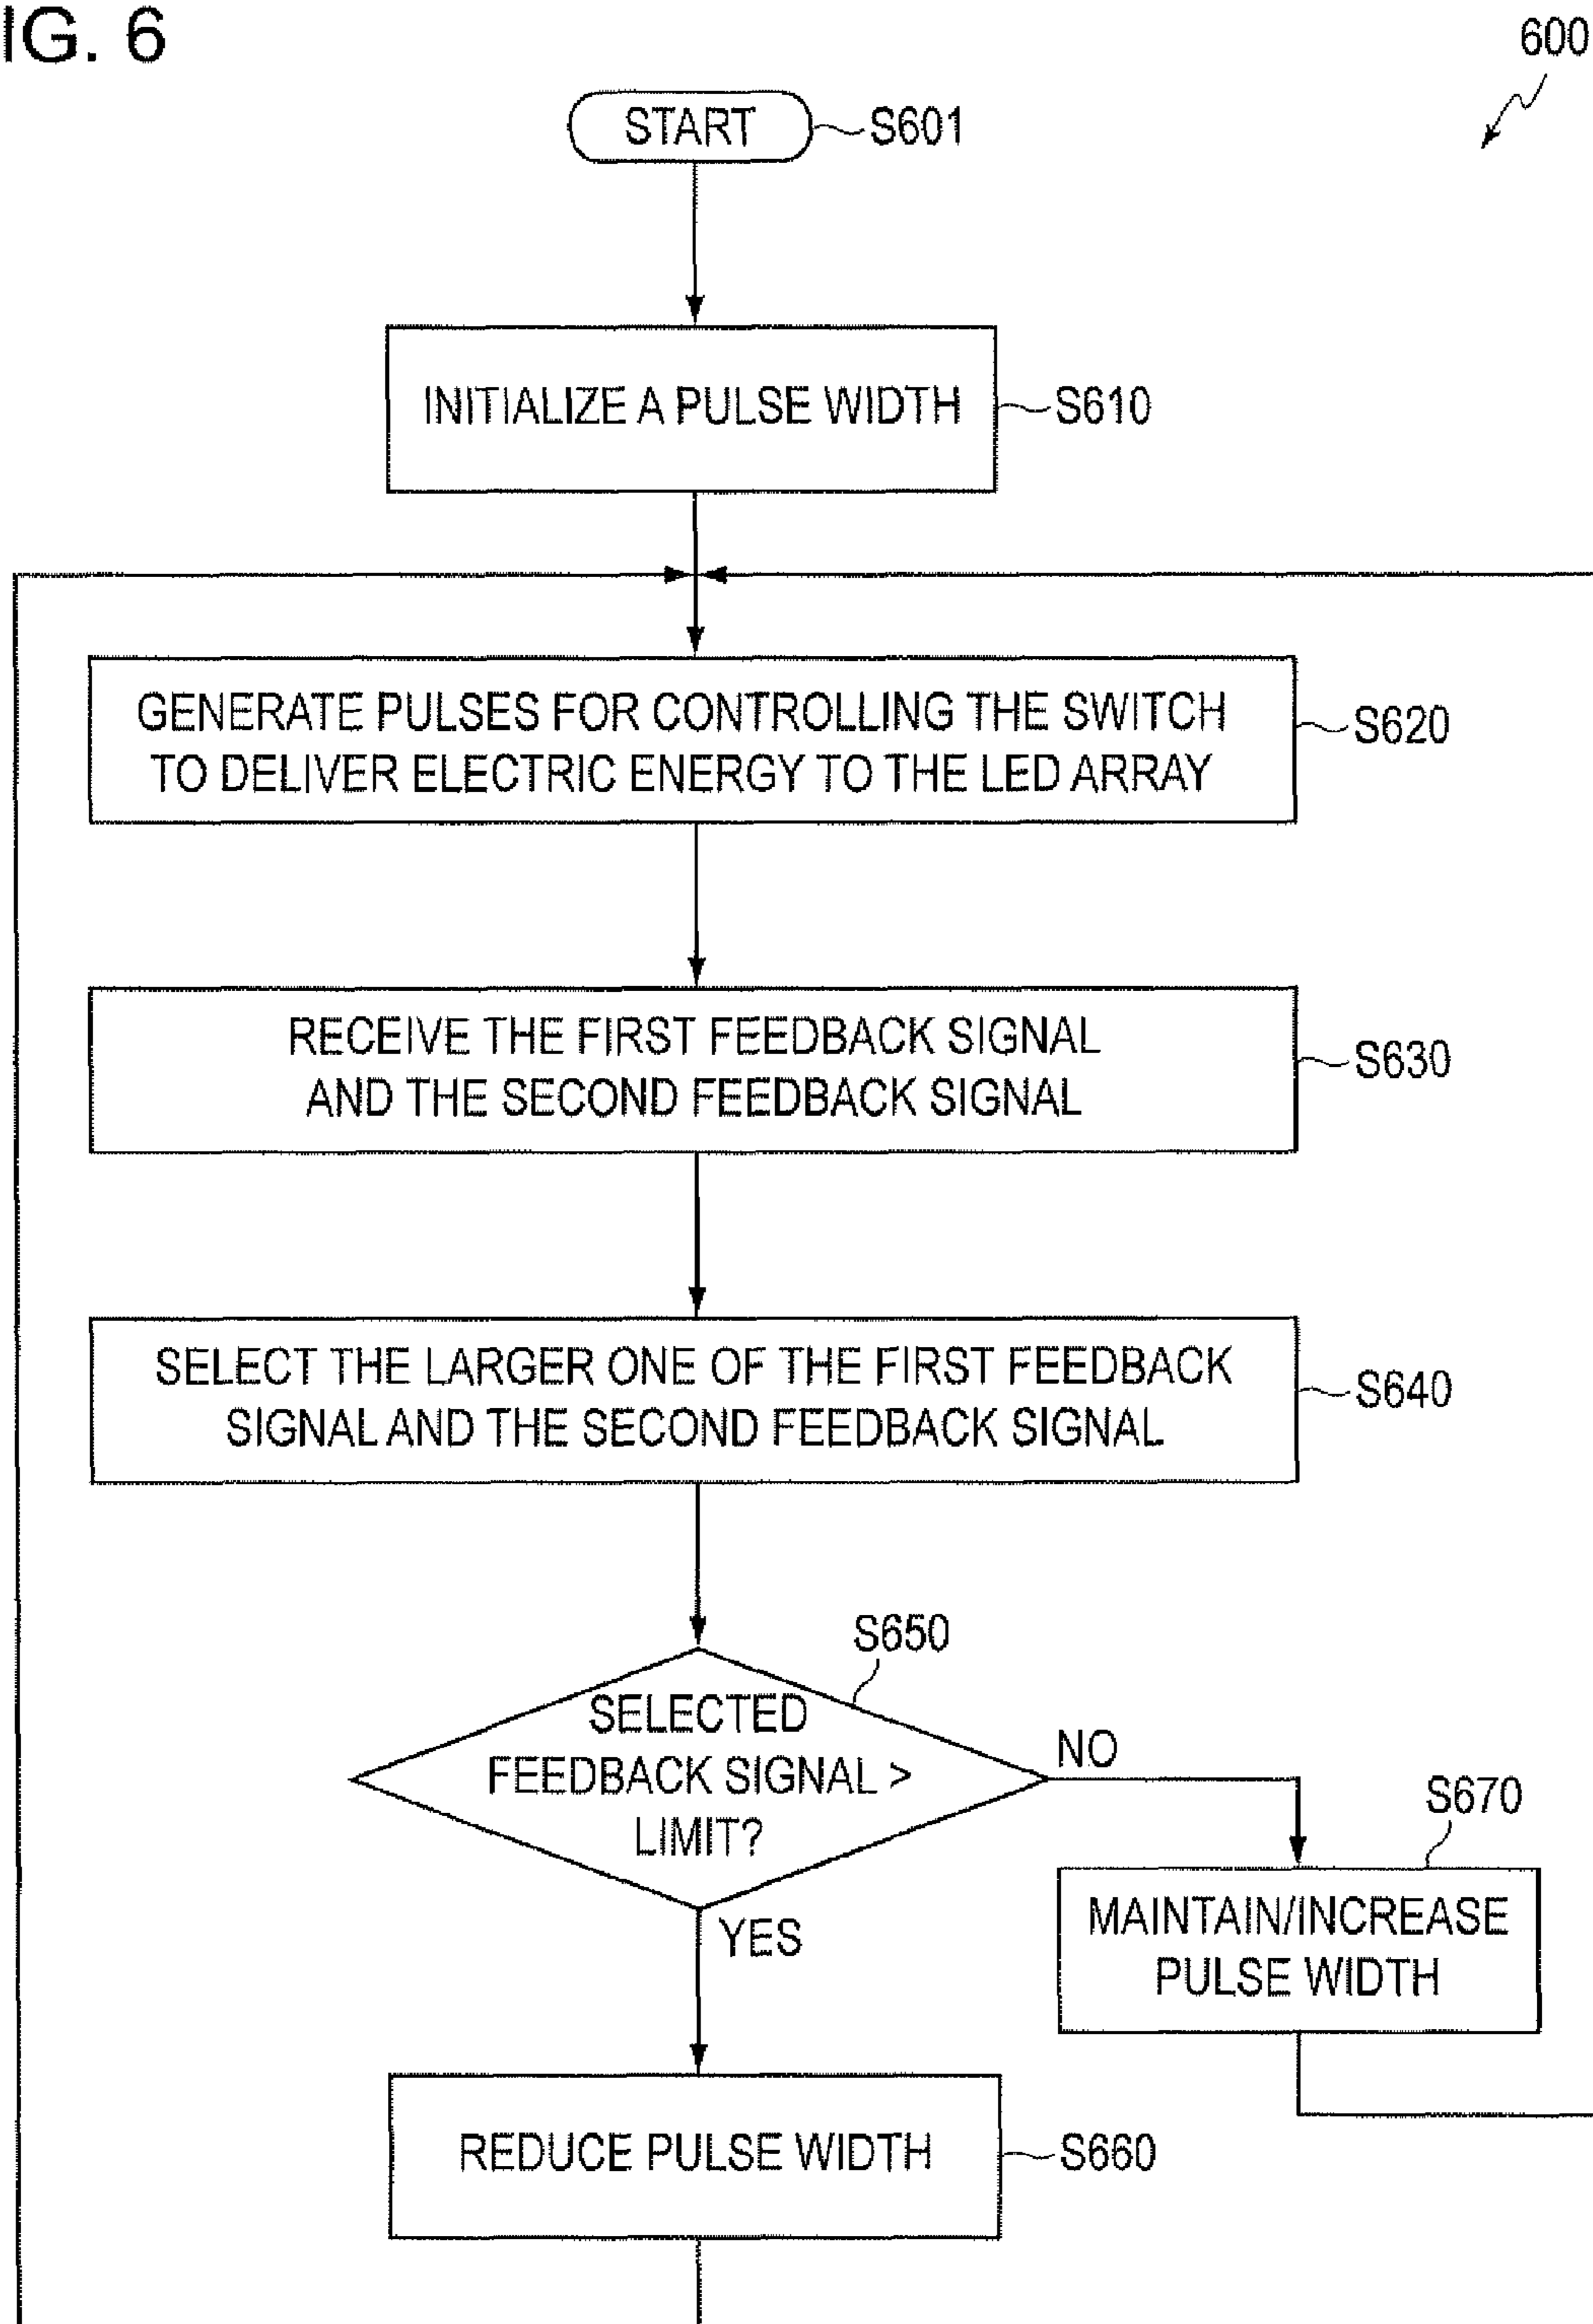 IG. 6
600
START
S601
INITIALIZE A PULSE WIDTH
S610
GENERATE PULSES FOR CONTROLLING THE SWITCH
TO DELIVER ELECTRIC ENERGY TO THE LED ARRAY
S620
RECEIVE THE FIRST FEEDBACK SIGNAL
AND THE SECOND FEEDBACK SIGNAL
S630
SELECT THE LARGER ONE OF THE FIRST FEEDBACK
SIGNAL AND THE SECOND FEEDBACK SIGNAL
S640
S650
SELECTED
FEEDBACK SIGNAL >
LIMIT?
NO
YES
S670
MAINTAIN/INCREASE
PULSE WIDTH
REDUCE PULSE WIDTH
S660